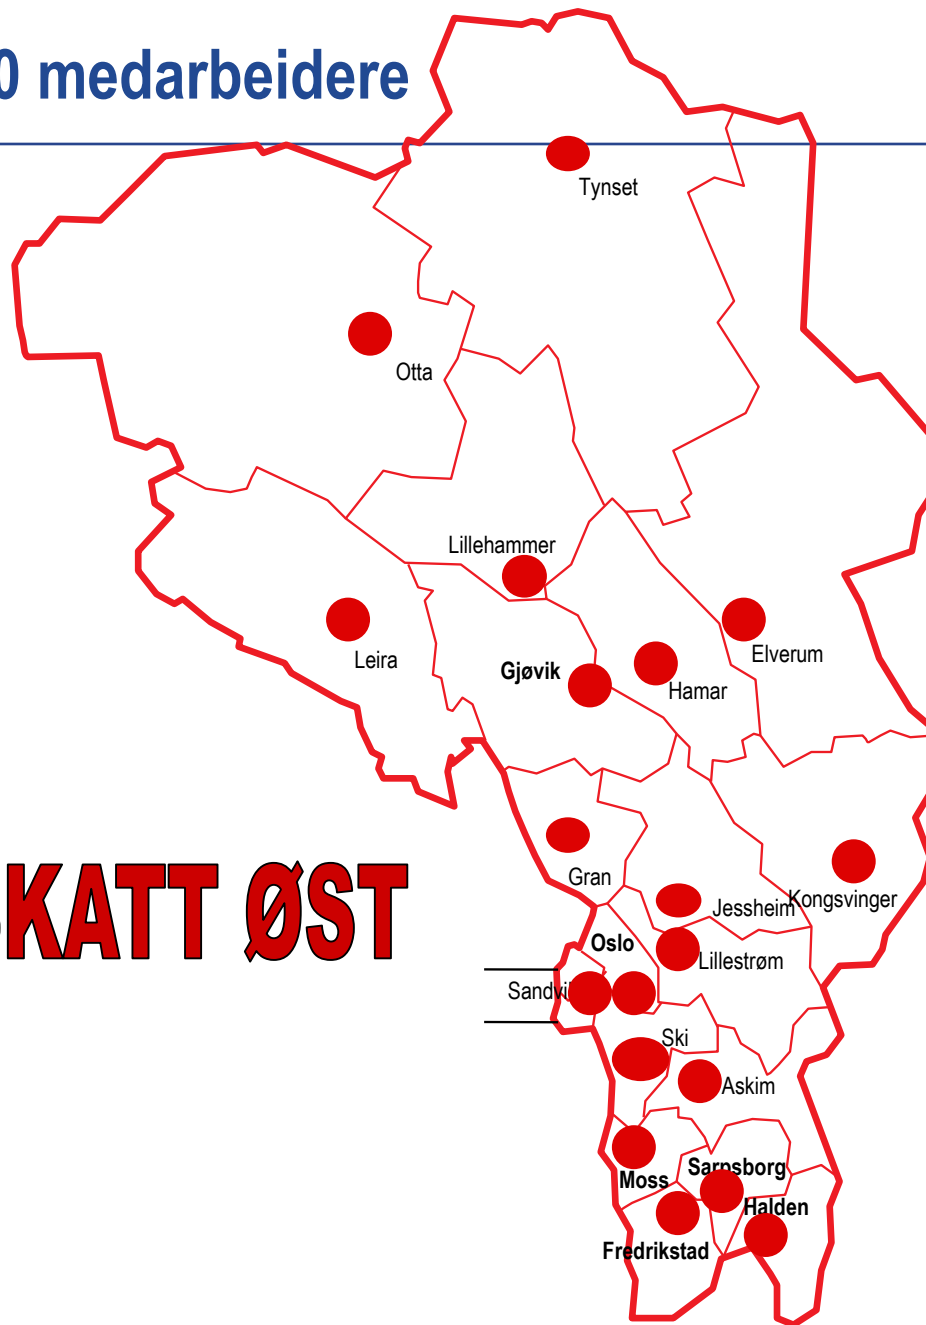 0 medarbeidere
Tynset
Otta
Lillehammer
Leira
Elverum
Gjøvik
Hamar
SKATT ØST
Gran
Jessheim
Kongsvinger
Oslo
Lillestrøm
Sandvi
Ski
Askim
Sarpsborg
Moss
Halden
Fredrikstad